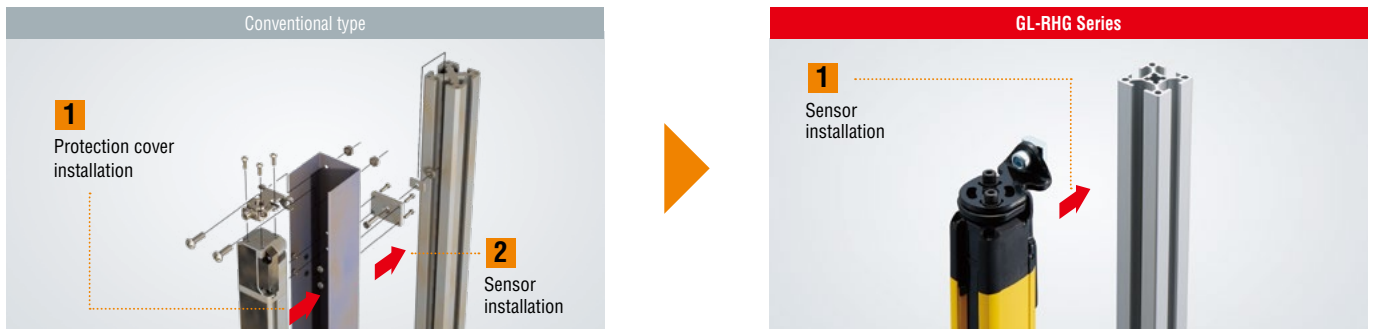 Conventional type
1
Protection cover
installation
2
Sensor
installation
GL-RHG Series
1
Sensor
installation